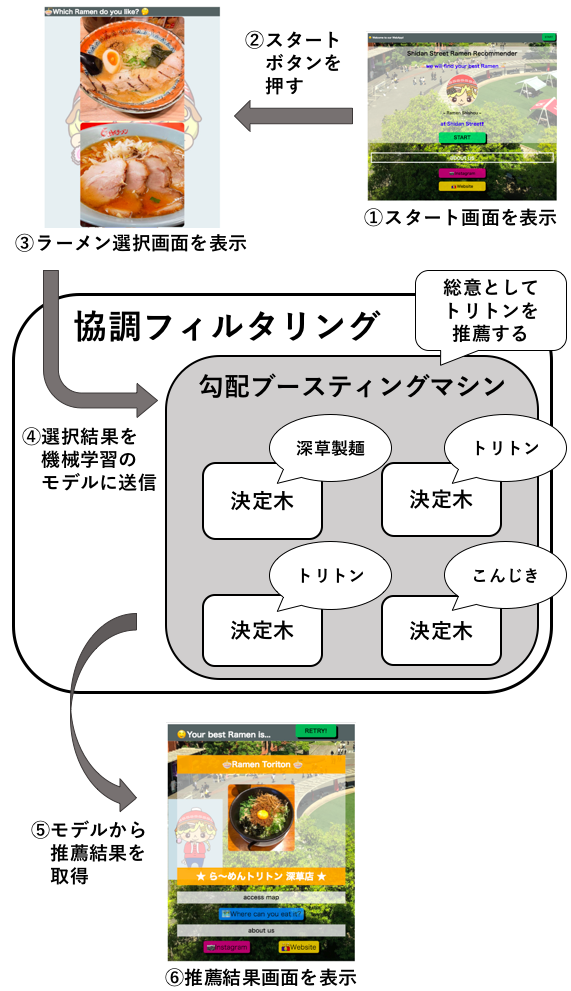 🍜Which Ramen do you like? 🤔
②スタート
ボタンを
押す
Welcome to our Webapp!
Shidan Street Ramen Recommender
we will find your best Ramen
at Shidan Street!
START
about us
Instagram
Website
①スタート画面を表示
③ラーメン選択画面を表示
総意として
トリトンを
推薦する
協調フィルタリング
勾配ブースティングマシン
④選択結果を
機械学習の
モデルに送信
深草製麺
決定木
トリトン
決定木
トリトン
決定木
こんじき
決定木
⑤モデルから
推薦結果を
取得
😋Your best Ramen is...
RETRY!
🍜Ramen Toriton 🍜
★ ら〜めんトリトン 深草店 ★
access map
Where can you eat it?
about us
Instagram
Website
⑥推薦結果画面を表示